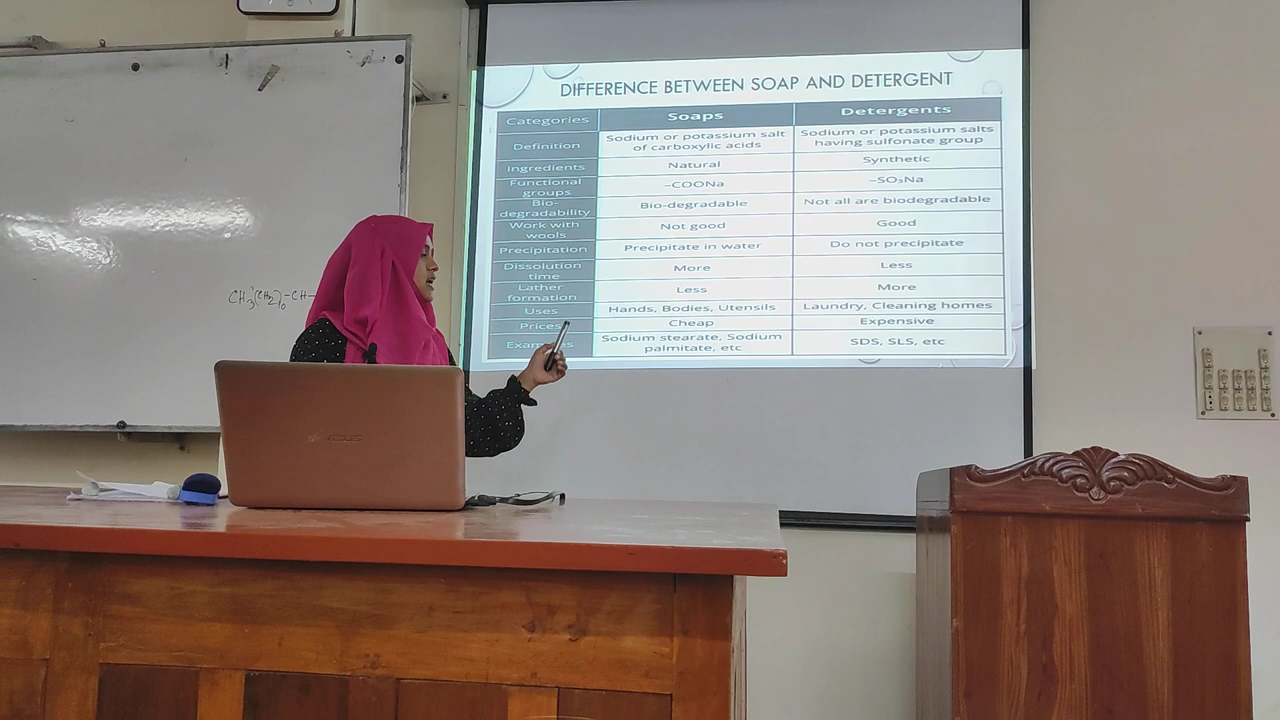 DIFFERENCE BETWEEN SOAP AND DETERGENT
Categories Soaps Detergents
Definition Sodium or potassium salt of carboxylic acids Sodium or potassium salts having sulfonate group
Ingredients Natural Synthetic
Functional groups –COONa –SO₃Na
Bio-degradability Bio-degradable Not all are biodegradable
Work with wools Not good Good
Precipitation Precipitate in water Do not precipitate
Dissolution time More Less
Lather formation Less More
Uses Hands, Bodies, Utensils Laundry, Cleaning homes
Prices Cheap Expensive
Sodium stearate, Sodium palmitate, etc SDS, SLS, etc
ASUS